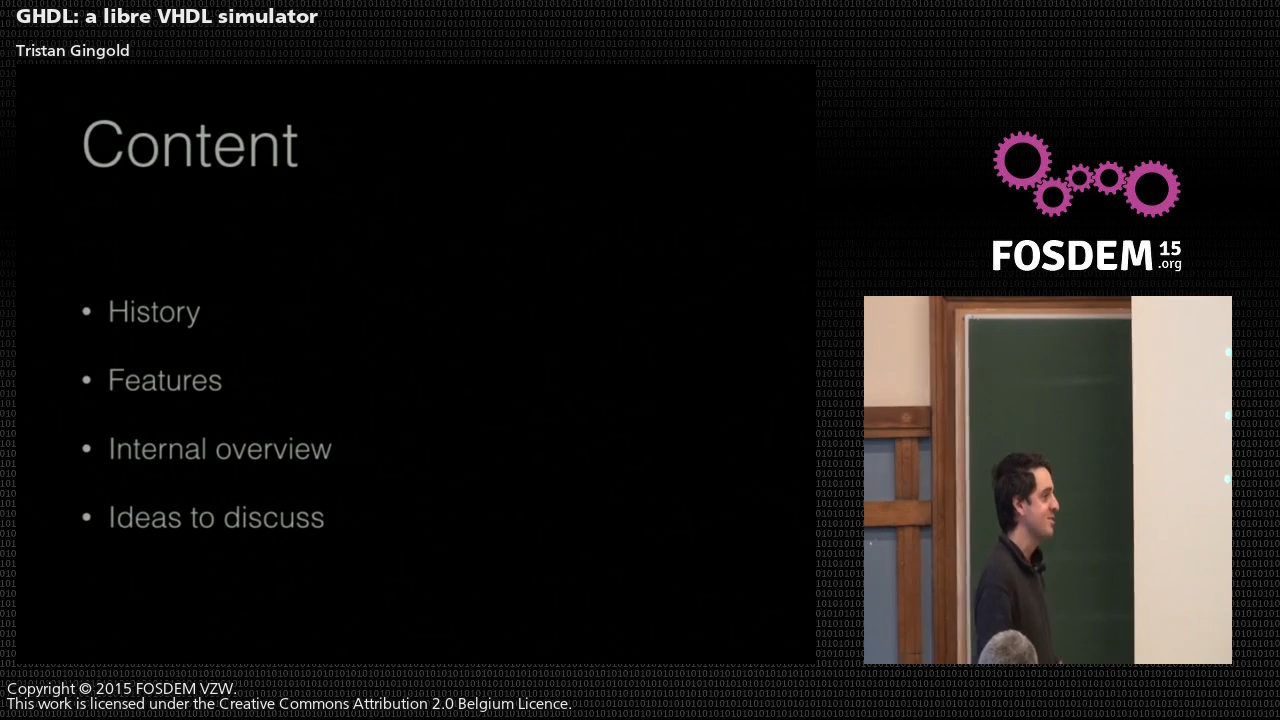 GHDL: a libre VHDL simulator
Tristan Gingold
Content
• History
• Features
• Internal overview
• Ideas to discuss
FOSDEM 15
.org
Copyright © 2015 FOSDEM VZW.
This work is licensed under the Creative Commons Attribution 2.0 Belgium Licence.